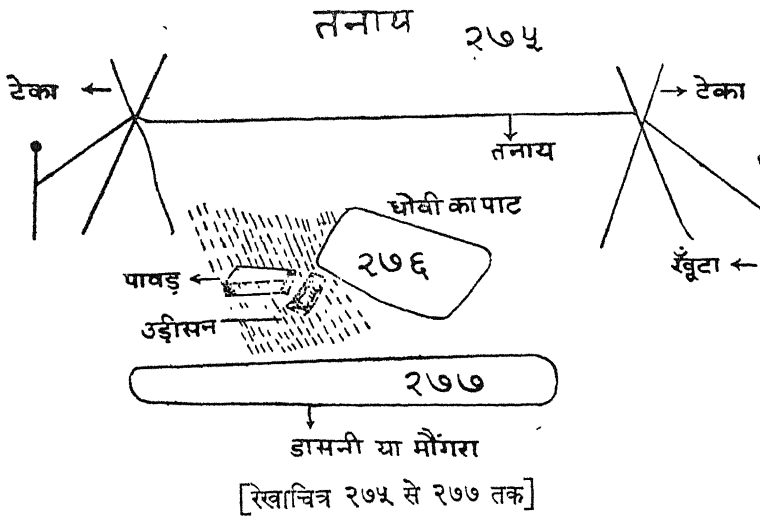 तनाय २७५
टेका ← → टेका
तनाय
धोबी का पाट
२७६
पावड़ ←
खूँटा ←
उड़ीसन
२७७
डासनी या मौंगरा
[रेखाचित्र २७५ से २७७ तक]